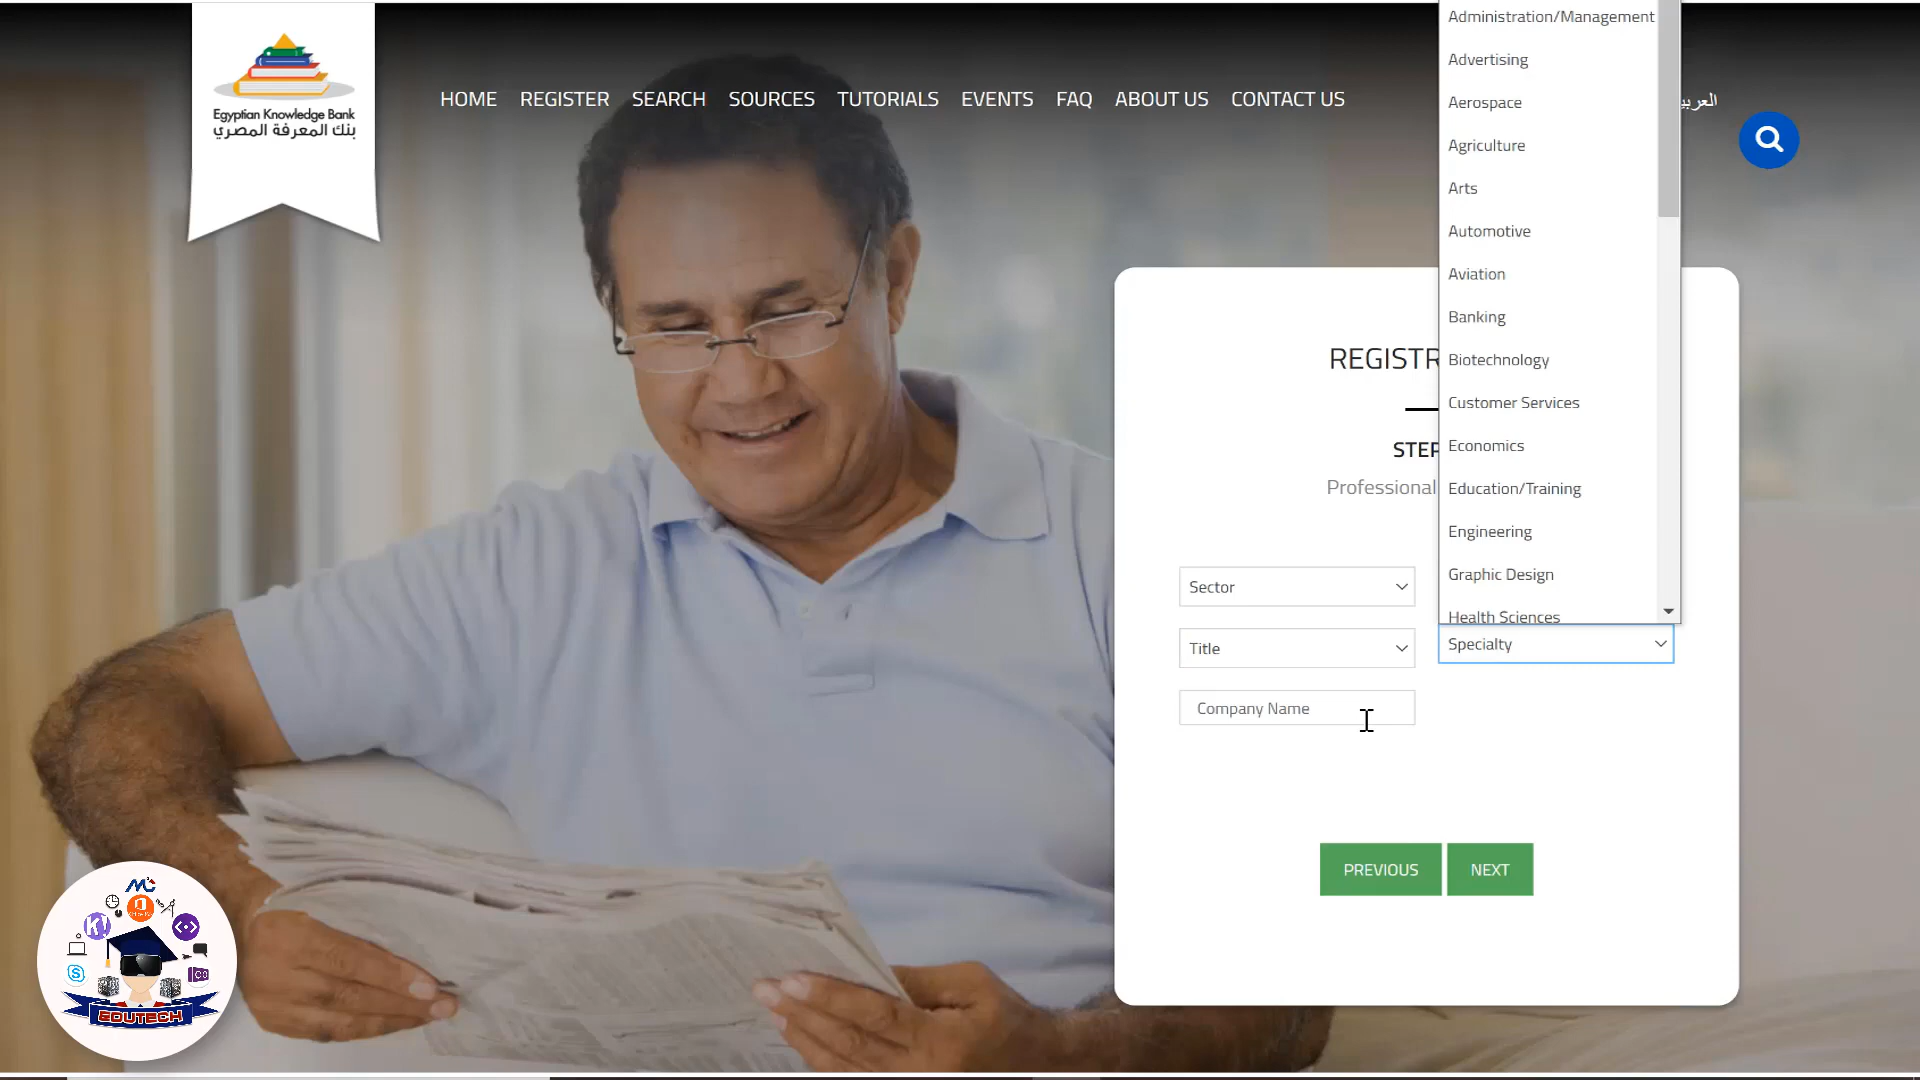 Egyptian Knowledge Bank
بنك المعرفة المصري
HOME REGISTER SEARCH SOURCES TUTORIALS EVENTS FAQ ABOUT US CONTACT US
Administration/Management
Advertising
Aerospace
Agriculture
Arts
Automotive
Aviation
Banking
Biotechnology
Customer Services
Economics
Education/Training
Engineering
Graphic Design
Health Sciences
REGISTR
STEP
Professional
Sector
Title
Specialty
Company Name
PREVIOUS NEXT
EDUTECH